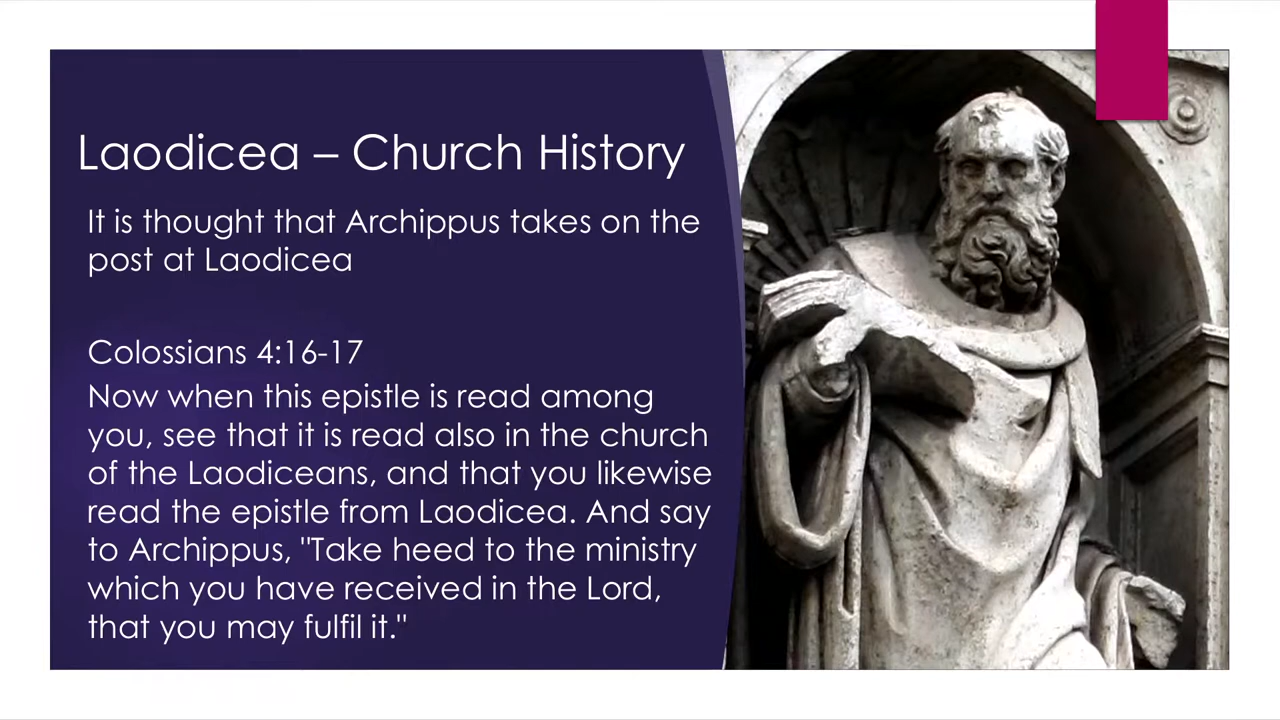 Laodicea – Church History
It is thought that Archippus takes on the
post at Laodicea
Colossians 4:16-17
Now when this epistle is read among
you, see that it is read also in the church
of the Laodiceans, and that you likewise
read the epistle from Laodicea. And say
to Archippus, "Take heed to the ministry
which you have received in the Lord,
that you may fulfil it."